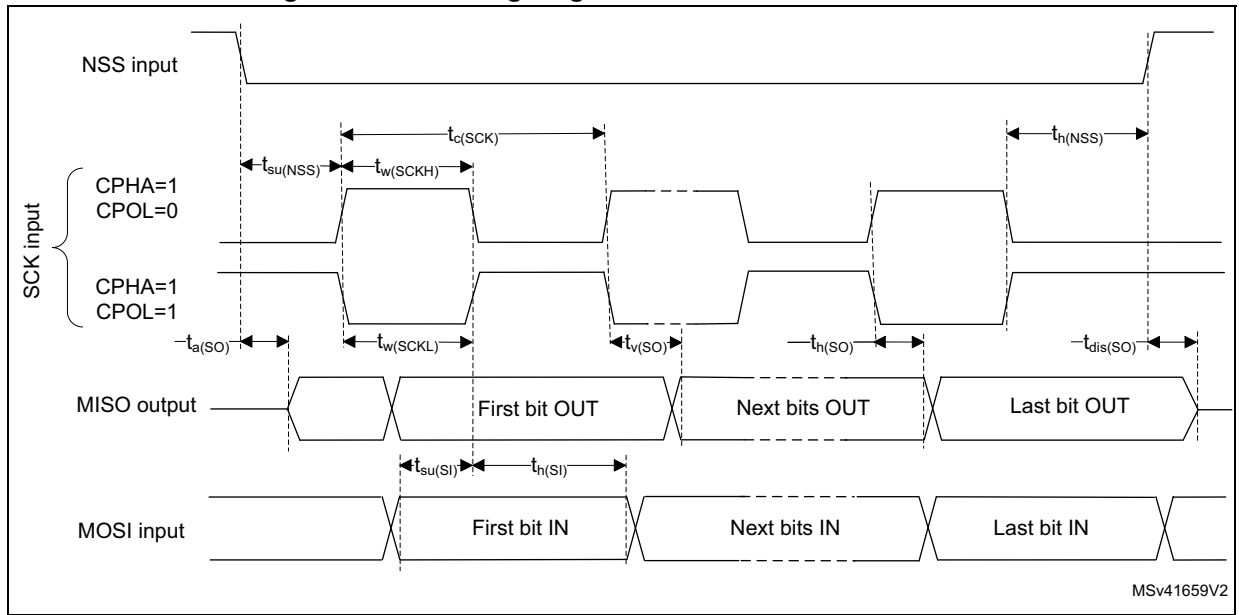 NSS input
tc(SCK)
th(NSS)
tsu(NSS)
tw(SCKH)
SCK input
CPHA=1
CPOL=0
CPHA=1
CPOL=1
ta(SO)
tw(SCKL)
tv(SO)
th(SO)
tdis(SO)
MISO output
First bit OUT
Next bits OUT
Last bit OUT
tsu(SI)
th(SI)
MOSI input
First bit IN
Next bits IN
Last bit IN
MSv41659V2